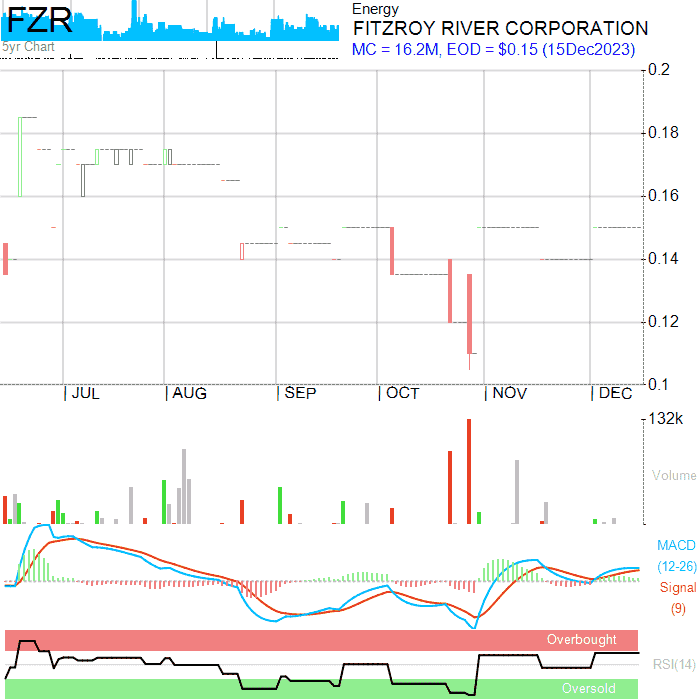 FZR
5yr Chart
Energy
FITZROY RIVER CORPORATION
MC = 16.2M, EOD = $0.15 (15Dec2023)
0.2
0.18
0.16
0.14
0.12
0.1
JUL AUG SEP OCT NOV DEC
132k
Volume
MACD
(12-26)
Signal
(9)
Overbought
RSI(14)
Oversold